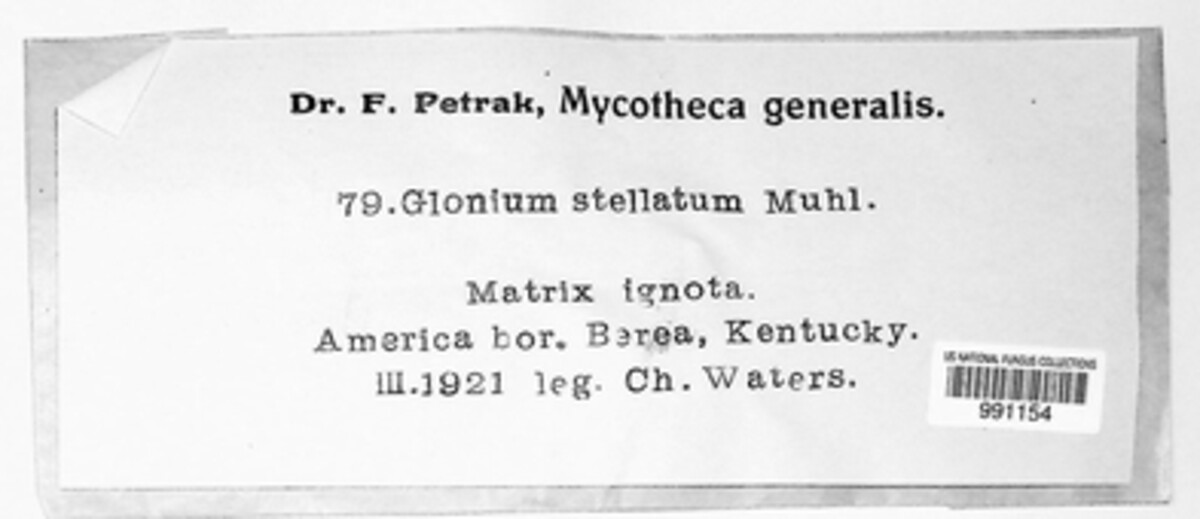 Dr. F. Petrak, Mycotheca generalis.
79.Glonium stellatum Muhl.
Matrix ignota.
America bor. Berea, Kentucky.
III.1921 leg. Ch. Waters.
US NATIONAL FUNGUS COLLECTIONS
991154